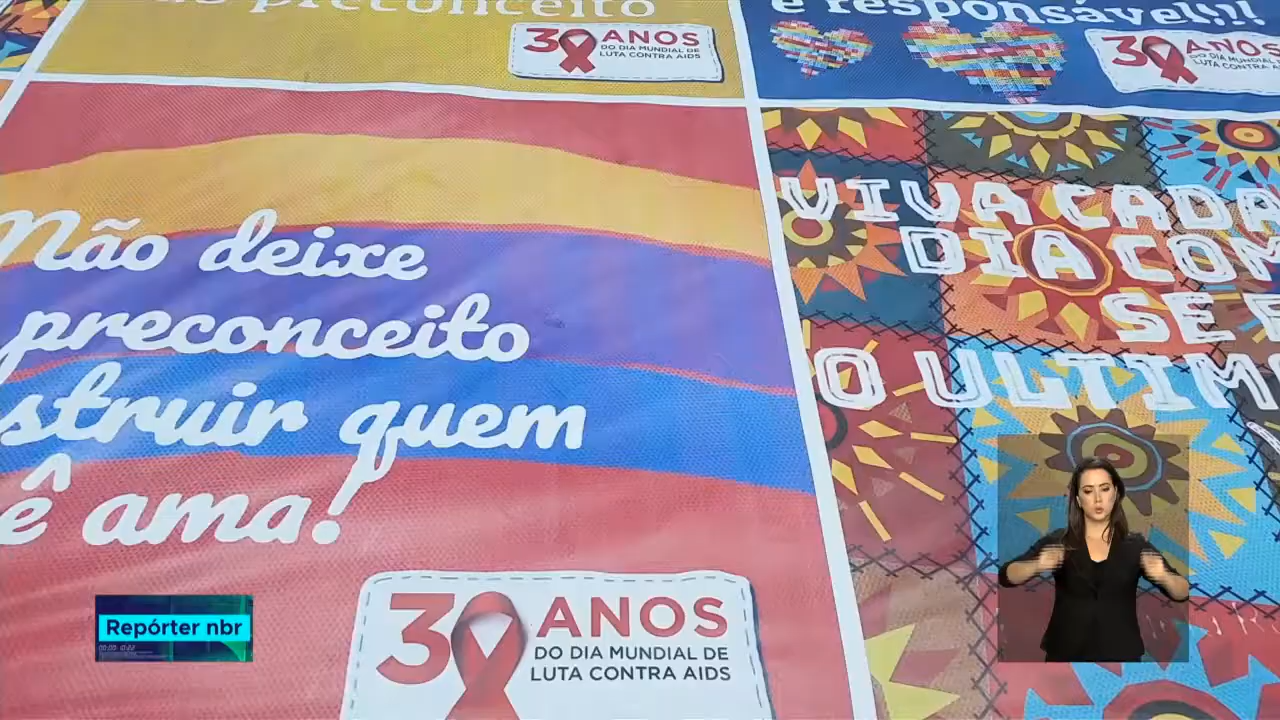 preconceito
e responsável!!!
30 ANOS
DO DIA MUNDIAL DE
LUTA CONTRA AIDS
30 ANOS
DO DIA MUNDIAL DE
LUTA CONTRA AIDS
Não deixe
preconceito
struir quem
ê ama!
30 ANOS
DO DIA MUNDIAL DE
LUTA CONTRA AIDS
VIVA CADA
DIA COM
SE F
O ULTIM
Repórter nbr